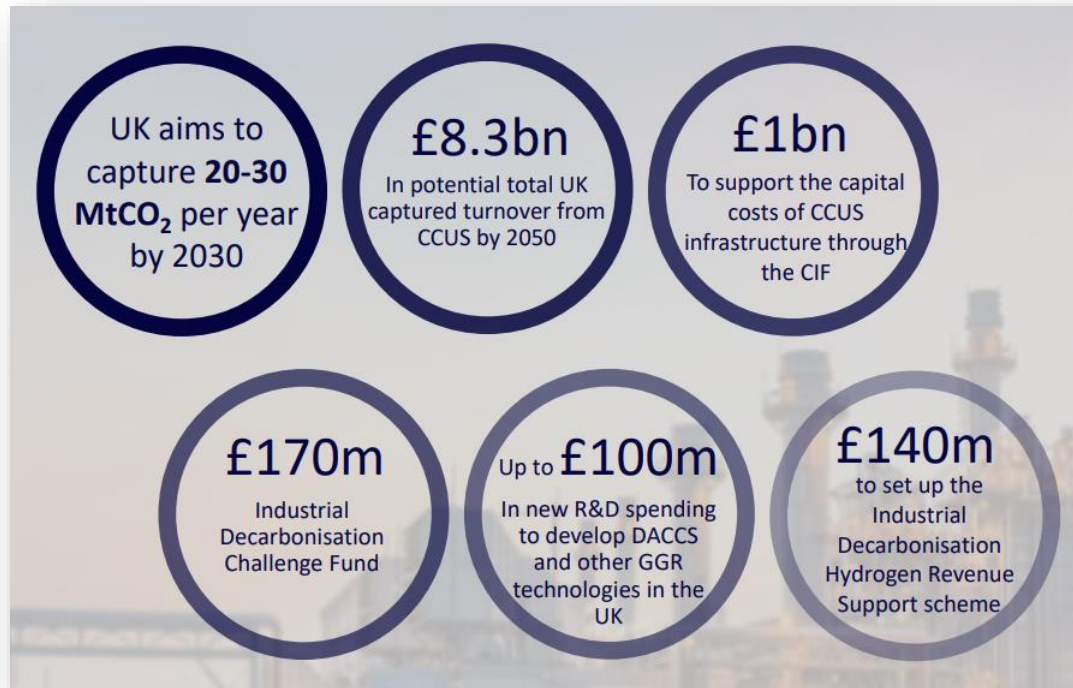 UK aims to
capture 20-30
MtCO₂ per year
by 2030
£8.3bn
In potential total UK
captured turnover from
CCUS by 2050
£1bn
To support the capital
costs of CCUS
infrastructure through
the CIF
£170m
Industrial
Decarbonisation
Challenge Fund
Up to £100m
In new R&D spending
to develop DACCS
and other GGR
technologies in the
UK
£140m
to set up the
Industrial
Decarbonisation
Hydrogen Revenue
Support scheme